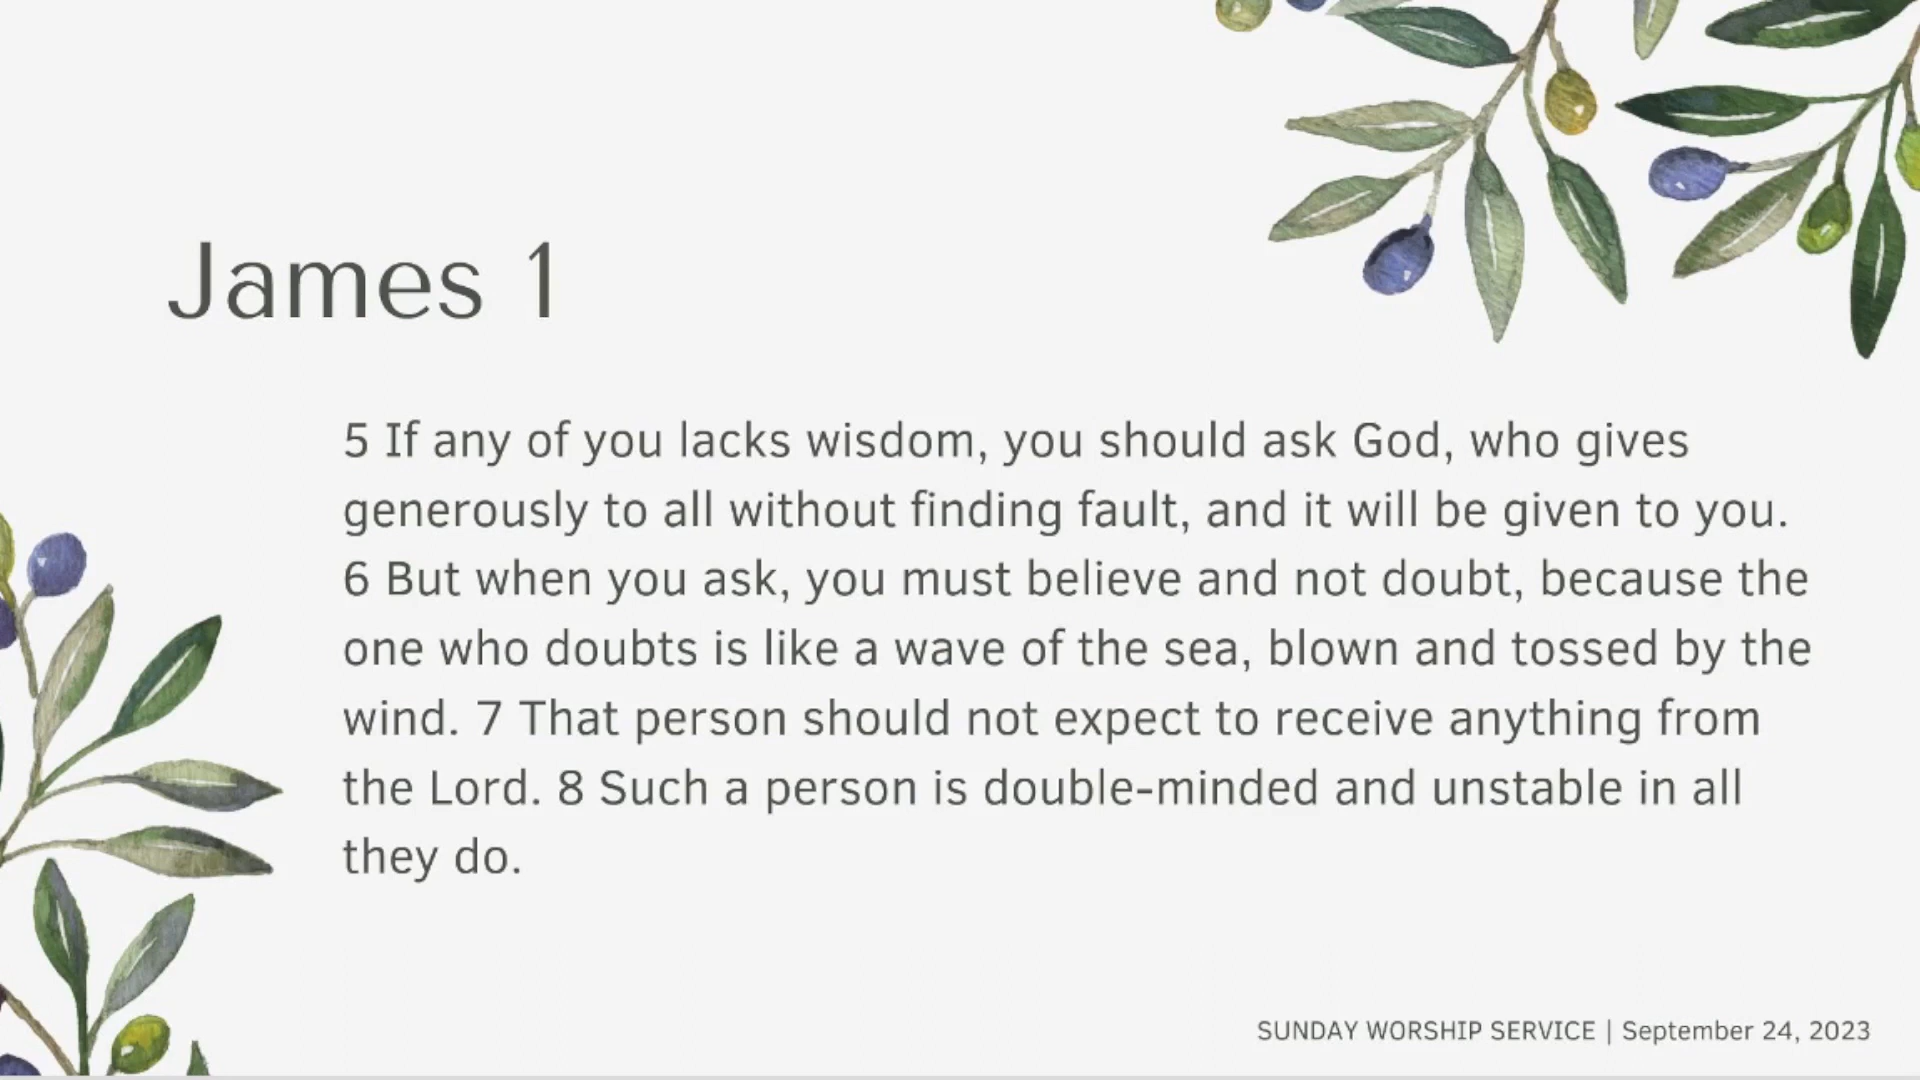 James 1
5 If any of you lacks wisdom, you should ask God, who gives
generously to all without finding fault, and it will be given to you.
6 But when you ask, you must believe and not doubt, because the
one who doubts is like a wave of the sea, blown and tossed by the
wind. 7 That person should not expect to receive anything from
the Lord. 8 Such a person is double-minded and unstable in all
they do.
SUNDAY WORSHIP SERVICE | September 24, 2023